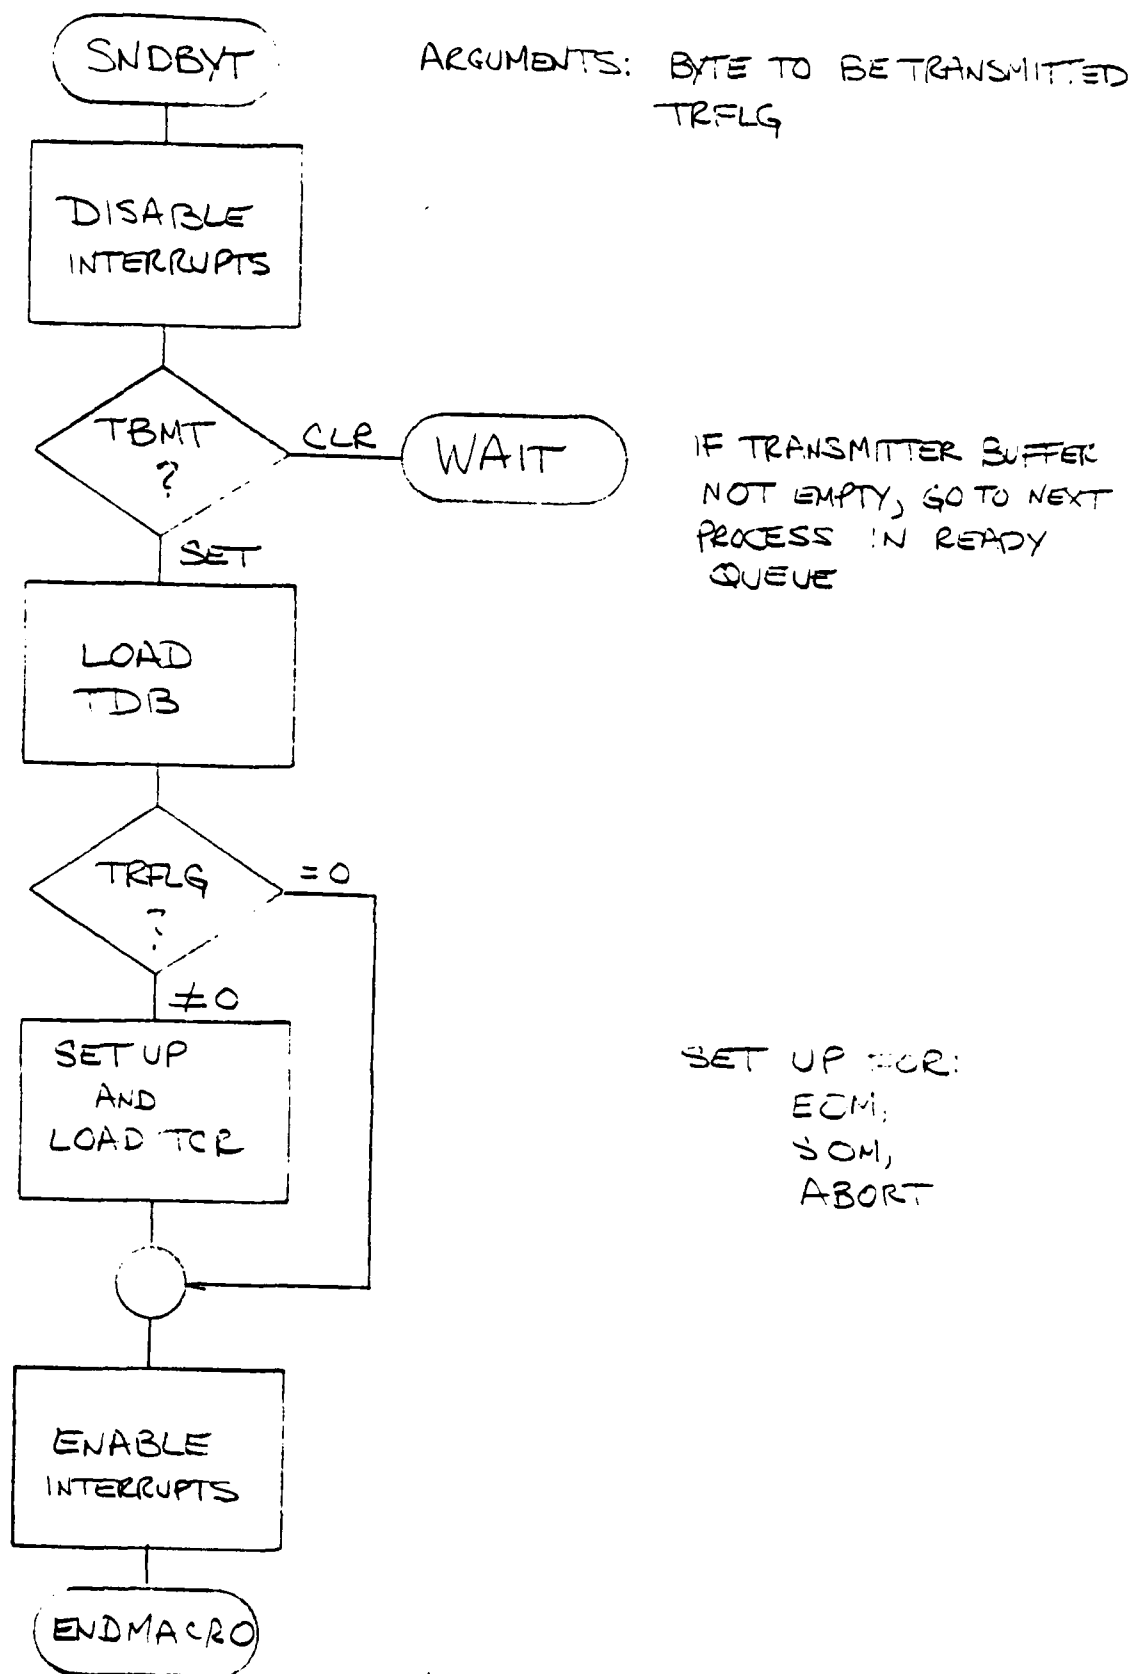 SNDBYT
ARGUMENTS: BYTE TO BE TRANSMITTED
TRFLG
DISABLE
INTERRUPTS
TBMT
?
CLR
WAIT
IF TRANSMITTER BUFFER
NOT EMPTY, GO TO NEXT
PROCESS IN READY
QUEUE
SET
LOAD
TDB
TRFLG
?
=0
≠0
SET UP
AND
LOAD TCR
SET UP FOR:
EOM,
SOM,
ABORT
ENABLE
INTERRUPTS
ENDMACRO